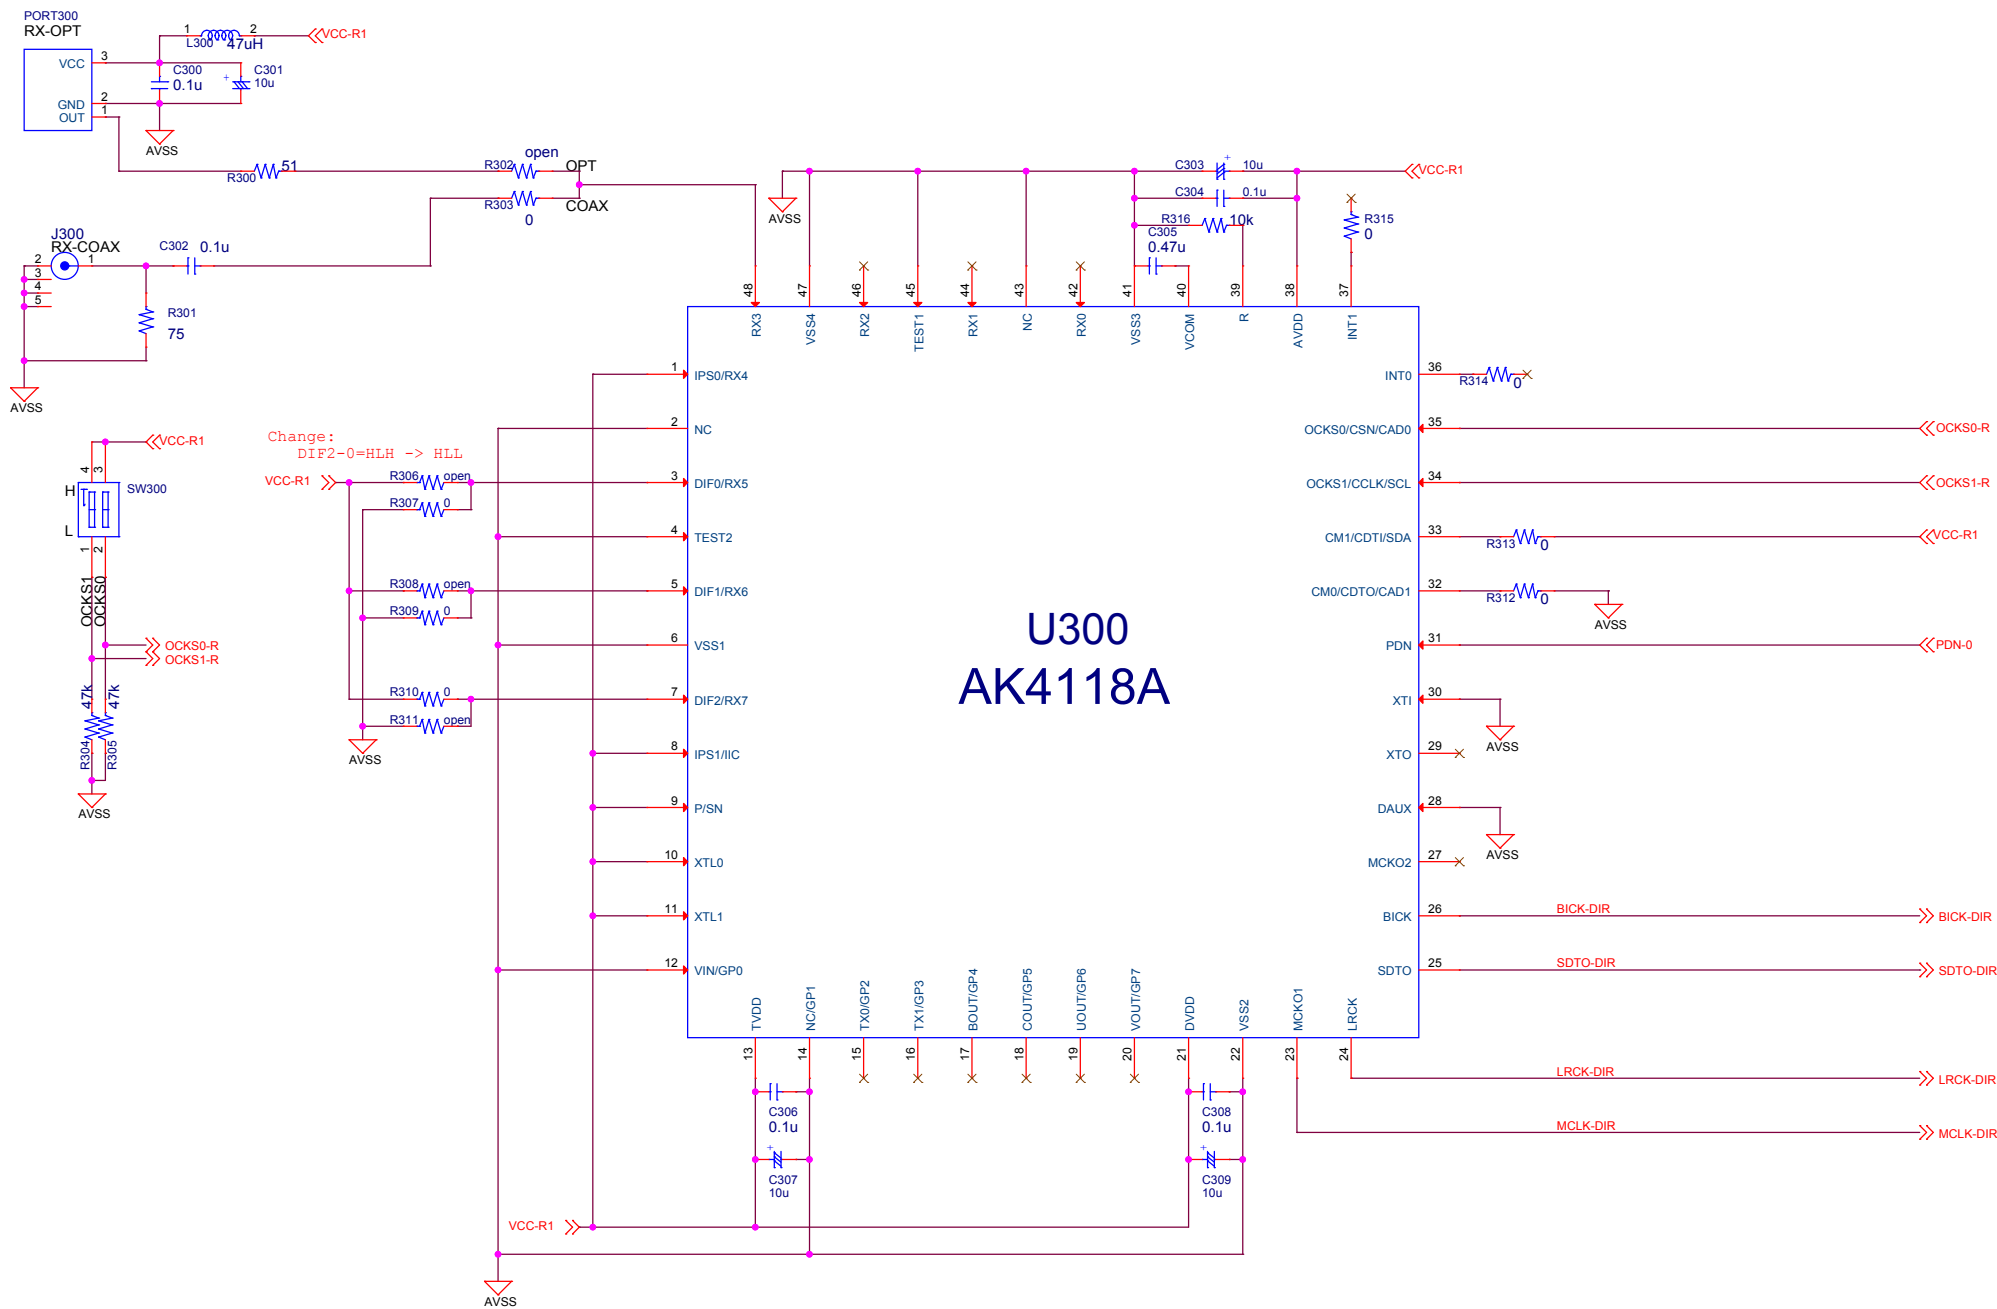 PORT300
RX-OPT
VCC
GND
OUT
3
2
1
1
2
L300
47uH
VCC-R1
C300
0.1u
+
C301
10u
AVSS
R300
51
R302
open
OPT
R303
0
COAX
J300
RX-COAX
2
3
4
5
1
C302
0.1u
R301
75
AVSS
VCC-R1
4
3
H
L
SW300
1
2
OCKS1
OCKS0
OCKS0-R
OCKS1-R
47k
47k
R304
R305
AVSS
Change:
DIF2-0=HLH -> HLL
VCC-R1
R306
open
R307
0
R308
open
R309
0
R310
0
R311
open
AVSS
AVSS
C303
+
10u
VCC-R1
C304
0.1u
R316
10k
C305
0.47u
R315
0
48
47
46
45
44
43
42
41
40
39
38
37
RX3
VSS4
RX2
TEST1
RX1
NC
RX0
VSS3
VCOM
R
AVDD
INT1
1
IPS0/RX4
2
NC
3
DIF0/RX5
4
TEST2
5
DIF1/RX6
6
VSS1
7
DIF2/RX7
8
IPS1/IIC
9
P/SN
10
XTL0
11
XTL1
12
VIN/GP0
U300
AK4118A
INT0
36
R314
0
OCKS0/CSN/CAD0
35
OCKS0-R
OCKS1/CCLK/SCL
34
OCKS1-R
CM1/CDTI/SDA
33
R313
0
VCC-R1
CM0/CDTO/CAD1
32
R312
0
AVSS
PDN
31
PDN-0
XTI
30
AVSS
XTO
29
DAUX
28
AVSS
MCKO2
27
BICK
26
BICK-DIR
BICK-DIR
SDTO
25
SDTO-DIR
SDTO-DIR
TVDD
NC/GP1
TX0/GP2
TX1/GP3
BOUT/GP4
COUT/GP5
UOUT/GP6
VOUT/GP7
DVDD
VSS2
MCKO1
LRCK
13
14
15
16
17
18
19
20
21
22
23
24
LRCK-DIR
LRCK-DIR
MCLK-DIR
MCLK-DIR
C306
0.1u
+
C307
10u
C308
0.1u
+
C309
10u
VCC-R1
AVSS